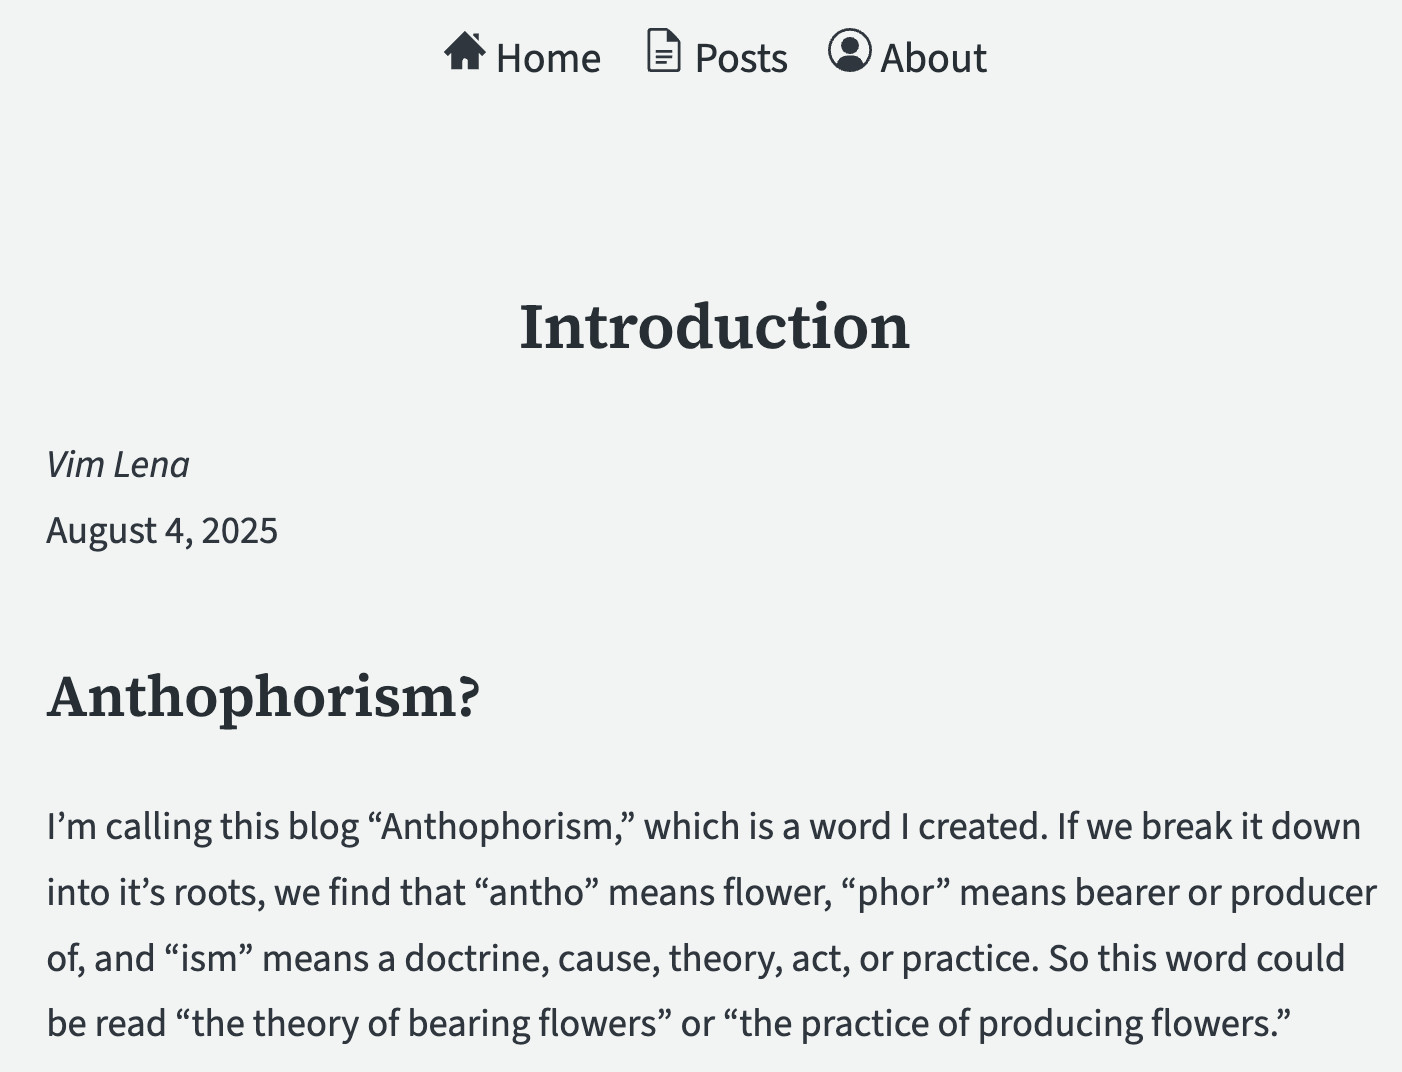 Home Posts About
Introduction
Vim Lena
August 4, 2025
Anthophorism?
I’m calling this blog “Anthophorism,” which is a word I created. If we break it down
into it’s roots, we find that “antho” means flower, “phor” means bearer or producer
of, and “ism” means a doctrine, cause, theory, act, or practice. So this word could
be read “the theory of bearing flowers” or “the practice of producing flowers.”